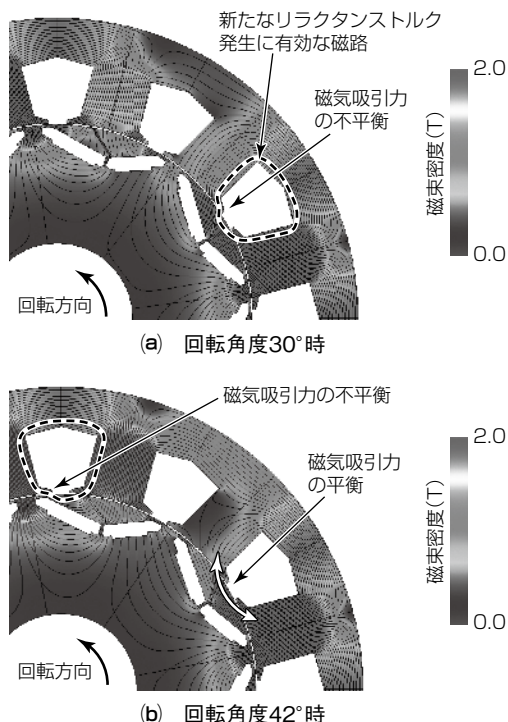 新たなリラクタンストルク
発生に有効な磁路
磁気吸引力
の不平衡
2.0
磁束密度(T)
0.0
回転方向
(a) 回転角度30°時
磁気吸引力の不平衡
磁気吸引力
の平衡
2.0
磁束密度(T)
0.0
回転方向
(b) 回転角度42°時